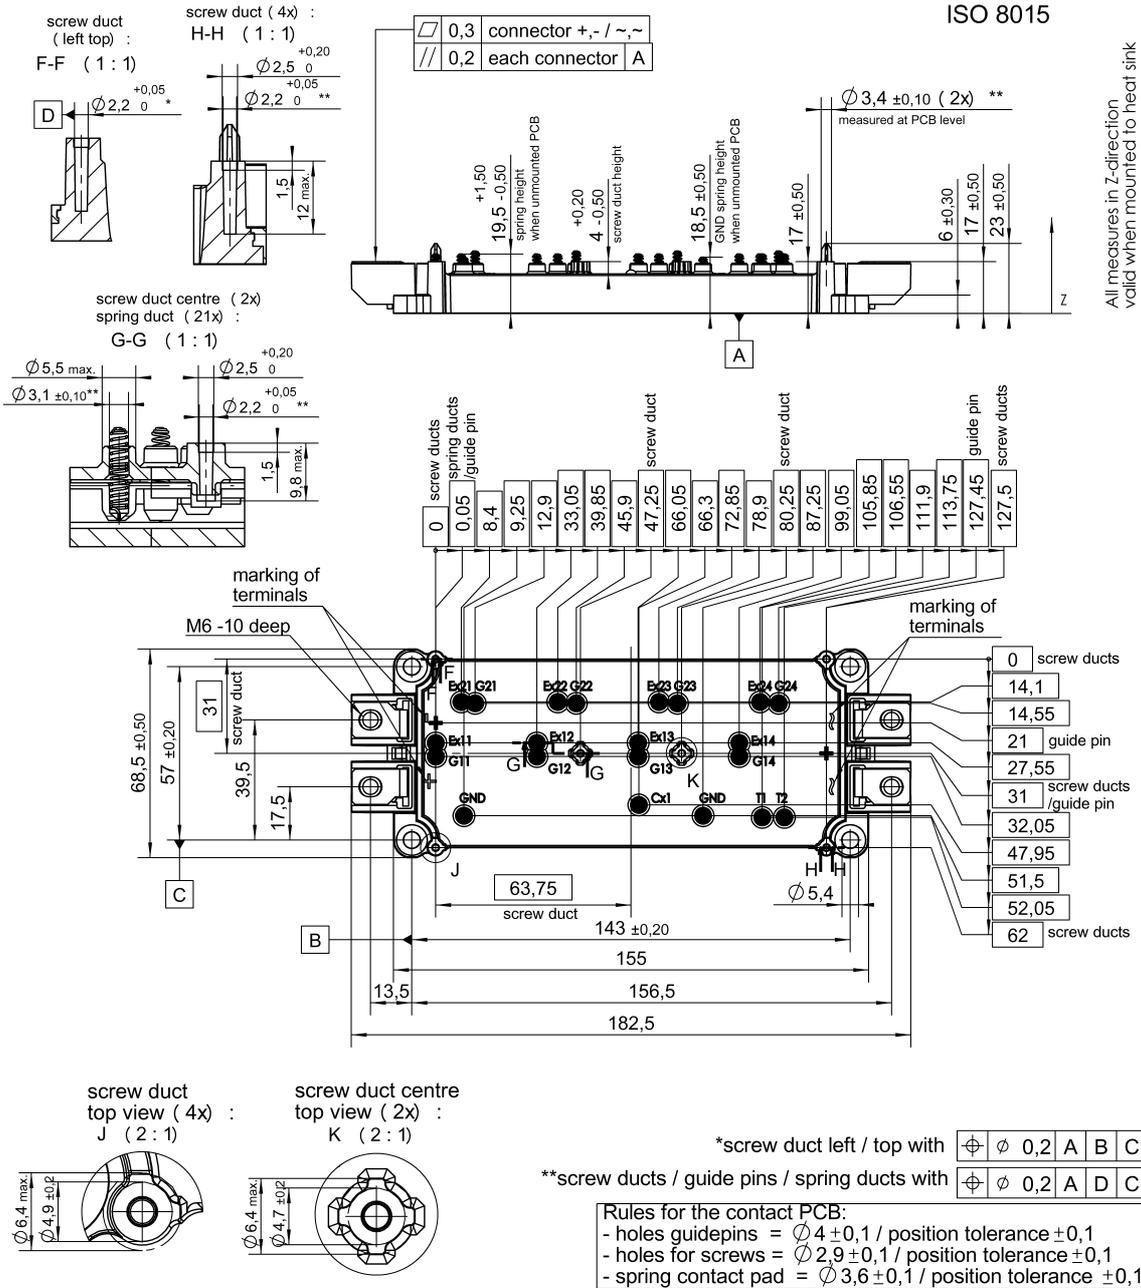 screw duct
( left top) :
F-F ( 1 : 1)
D
∅2,2 +0,05 0 *
screw duct ( 4x) :
H-H ( 1 : 1)
∅2,5 +0,20 0
∅2,2 +0,05 0 **
1,5
12 max.
⏥ 0,3 connector +,- / ~,~
// 0,2 each connector A
ISO 8015
All measures in Z-direction
valid when mounted to heat sink
∅3,4 ±0,10 ( 2x) **
measured at PCB level
19,5 +1,50 -0,50
spring height
when unmounted PCB
4 +0,20 -0,50
screw duct height
18,5 ±0,50
GND spring height
when unmounted PCB
17 ±0,50
6 ±0,30
17 ±0,50
23 ±0,50
Z
A
screw duct centre ( 2x)
spring duct ( 21x) :
G-G ( 1 : 1)
∅5,5 max.
∅3,1 ±0,10**
∅2,5 +0,20 0
∅2,2 +0,05 0 **
1,5
9,8 max.
screw ducts
spring ducts
/guide pin
screw duct
screw duct
guide pin
screw ducts
0
0,05
8,4
9,25
12,9
33,05
39,85
45,9
47,25
66,05
66,3
72,85
78,9
80,25
87,25
99,05
105,85
106,55
111,9
113,75
127,45
127,5
marking of
terminals
M6 -10 deep
marking of
terminals
0 screw ducts
14,1
14,55
21 guide pin
27,55
31 screw ducts
/guide pin
32,05
47,95
51,5
52,05
62 screw ducts
31
screw duct
68,5 ±0,50
57 ±0,20
39,5
17,5
F
F
Ex21 G21
Ex22 G22
Ex23 G23
Ex24 G24
Ex11
G11
Ex12
G12
Ex13
G13
Ex14
G14
G
G
K
GND
Cx1
GND
T1 T2
J
H H
C
63,75
screw duct
∅5,4
B
143 ±0,20
155
13,5
156,5
182,5
screw duct
top view ( 4x) :
J ( 2 : 1)
∅6,4 max.
∅4,9 ±0,2
screw duct centre
top view ( 2x) :
K ( 2 : 1)
∅6,4 max.
∅4,7 ±0,2
*screw duct left / top with ⌖ ∅ 0,2 A B C
**screw ducts / guide pins / spring ducts with ⌖ ∅ 0,2 A D C
Rules for the contact PCB:
- holes guidepins = ∅4±0,1 / position tolerance ±0,1
- holes for screws = ∅2,9±0,1 / position tolerance ±0,1
- spring contact pad = ∅3,6±0,1 / position tolerance ±0,1